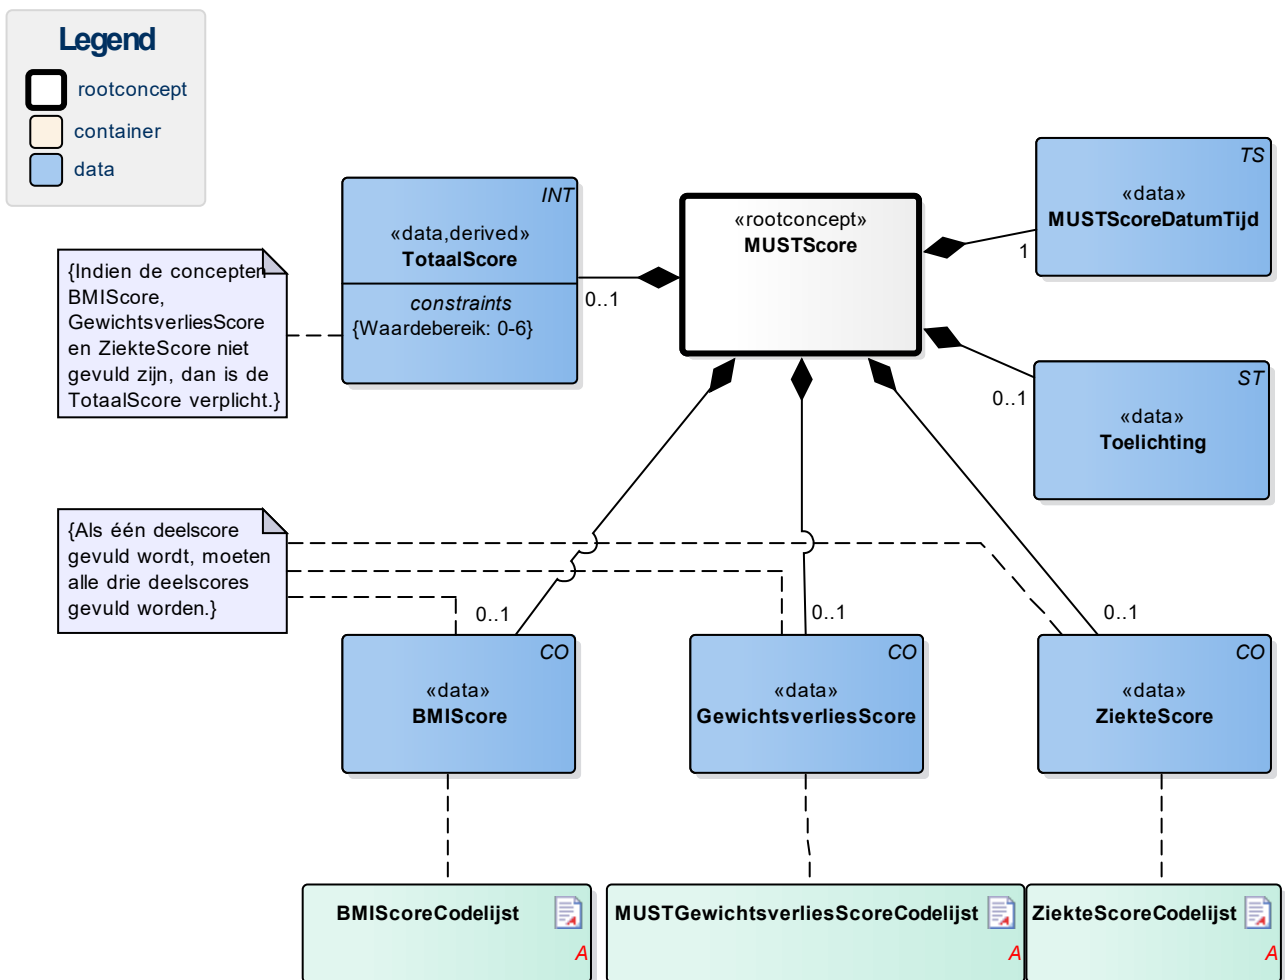 Legend
rootconcept
container
data
INT
«data,derived»
TotaalScore
constraints
{Waardebereik: 0-6}
0..1
«rootconcept»
MUSTScore
TS
«data»
MUSTScoreDatumTijd
1
{Indien de concepten
BMIScore,
GewichtsverliesScore
en ZiekteScore niet
gevuld zijn, dan is de
TotaalScore verplicht.}
ST
«data»
Toelichting
0..1
{Als één deelscore
gevuld wordt, moeten
alle drie deelscores
gevuld worden.}
0..1
0..1
0..1
CO
«data»
BMIScore
CO
«data»
GewichtsverliesScore
CO
«data»
ZiekteScore
BMIScoreCodelijst
A
MUSTGewichtsverliesScoreCodelijst
A
ZiekteScoreCodelijst
A